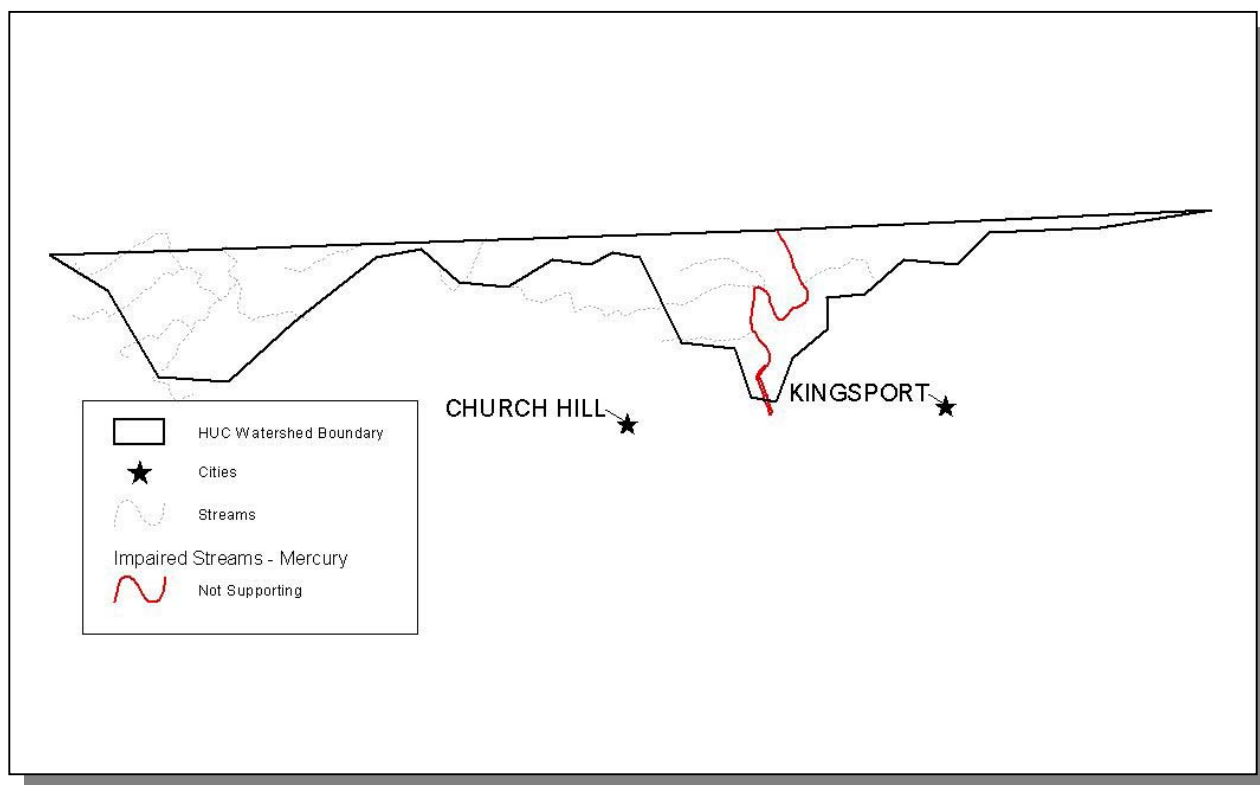 CHURCH HILL
KINGSPORT
HUC Watershed Boundary
Cities
Streams
Impaired Streams - Mercury
Not Supporting